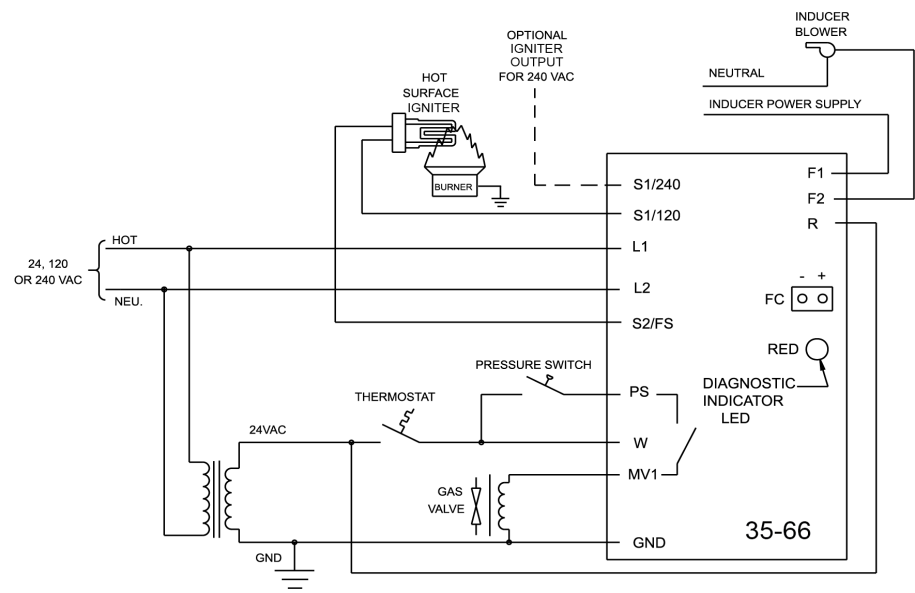 INDUCER
BLOWER
OPTIONAL
IGNITER
OUTPUT
FOR 240 VAC
NEUTRAL
HOT
SURFACE
IGNITER
INDUCER POWER SUPPLY
BURNER
F1
S1/240
F2
S1/120
R
HOT
L1
24, 120
OR 240 VAC
NEU.
L2
- +
FC
S2/FS
RED
PRESSURE SWITCH
PS
DIAGNOSTIC
INDICATOR
LED
THERMOSTAT
24VAC
W
MV1
GAS
VALVE
GND
GND
35-66